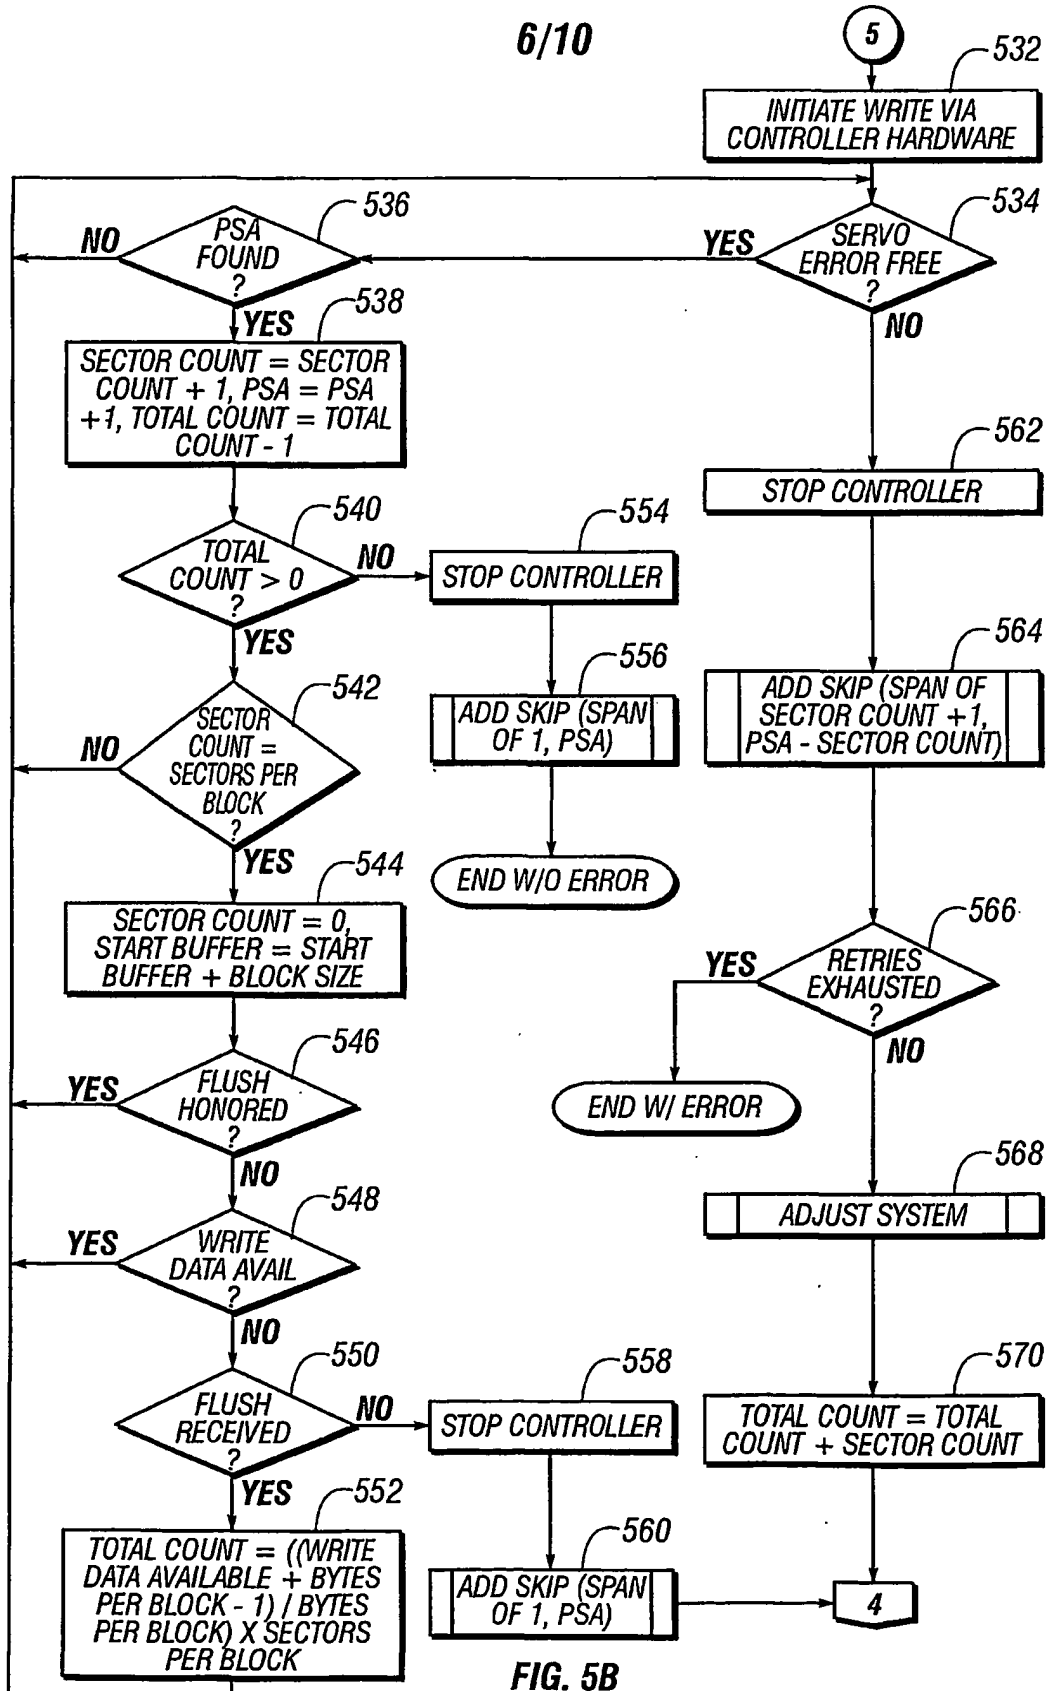 6/10
5
532
INITIATE WRITE VIA
CONTROLLER HARDWARE
534
SERVO
ERROR FREE
?
YES
NO
536
PSA
FOUND
?
NO
YES
538
SECTOR COUNT = SECTOR
COUNT + 1, PSA = PSA
+1, TOTAL COUNT = TOTAL
COUNT - 1
540
TOTAL
COUNT > 0
?
NO
YES
554
STOP CONTROLLER
556
ADD SKIP (SPAN
OF 1, PSA)
END W/O ERROR
542
SECTOR
COUNT =
SECTORS PER
BLOCK
?
NO
YES
544
SECTOR COUNT = 0,
START BUFFER = START
BUFFER + BLOCK SIZE
546
FLUSH
HONORED
?
YES
NO
548
WRITE
DATA AVAIL
?
YES
NO
550
FLUSH
RECEIVED
?
NO
YES
552
TOTAL COUNT = ((WRITE
DATA AVAILABLE + BYTES
PER BLOCK - 1) / BYTES
PER BLOCK) X SECTORS
PER BLOCK
558
STOP CONTROLLER
560
ADD SKIP (SPAN
OF 1, PSA)
562
STOP CONTROLLER
564
ADD SKIP (SPAN OF
SECTOR COUNT +1,
PSA - SECTOR COUNT)
566
RETRIES
EXHAUSTED
?
YES
NO
END W/ ERROR
568
ADJUST SYSTEM
570
TOTAL COUNT = TOTAL
COUNT + SECTOR COUNT
4
FIG. 5B